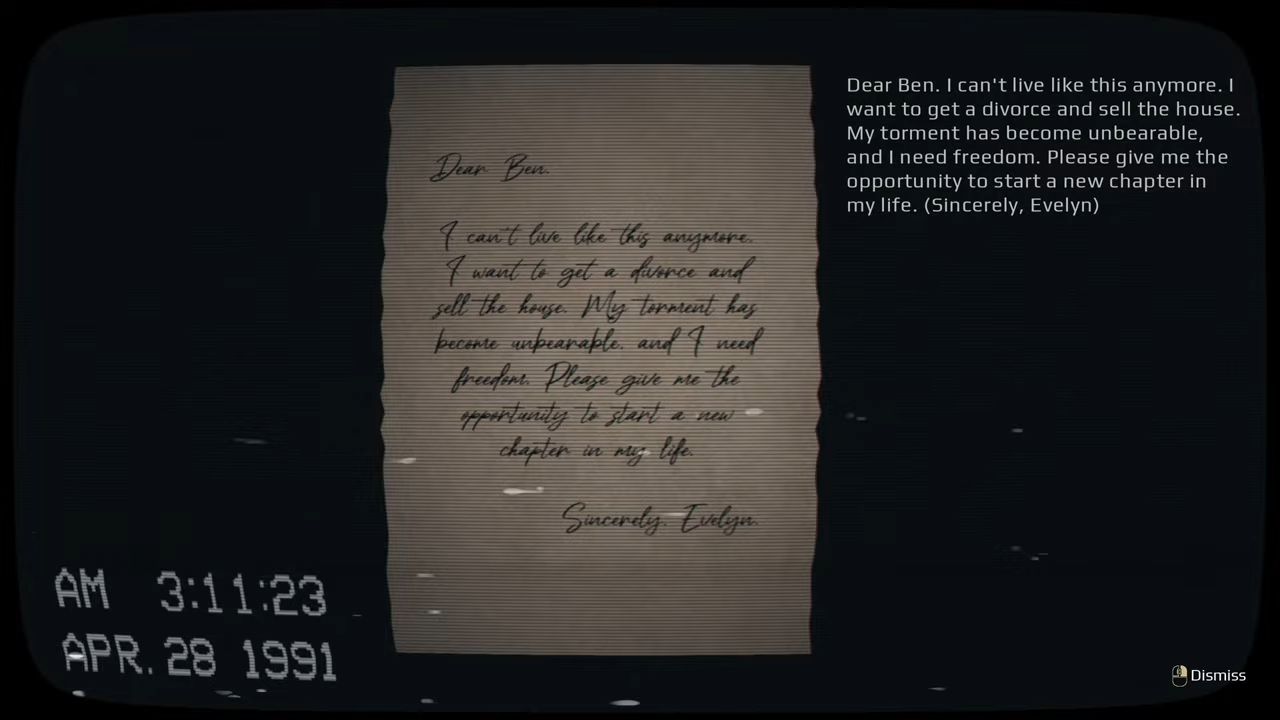 Dear Ben.
I can't live like this anymore.
I want to get a divorce and
sell the house. My torment has
become unbearable. and I need
freedom. Please give me the
opportunity to start a new
chapter in my life.
Sincerely, Evelyn.
Dear Ben. I can't live like this anymore. I
want to get a divorce and sell the house.
My torment has become unbearable,
and I need freedom. Please give me the
opportunity to start a new chapter in
my life. (Sincerely, Evelyn)
AM 3:11:23
APR. 28 1991
Dismiss